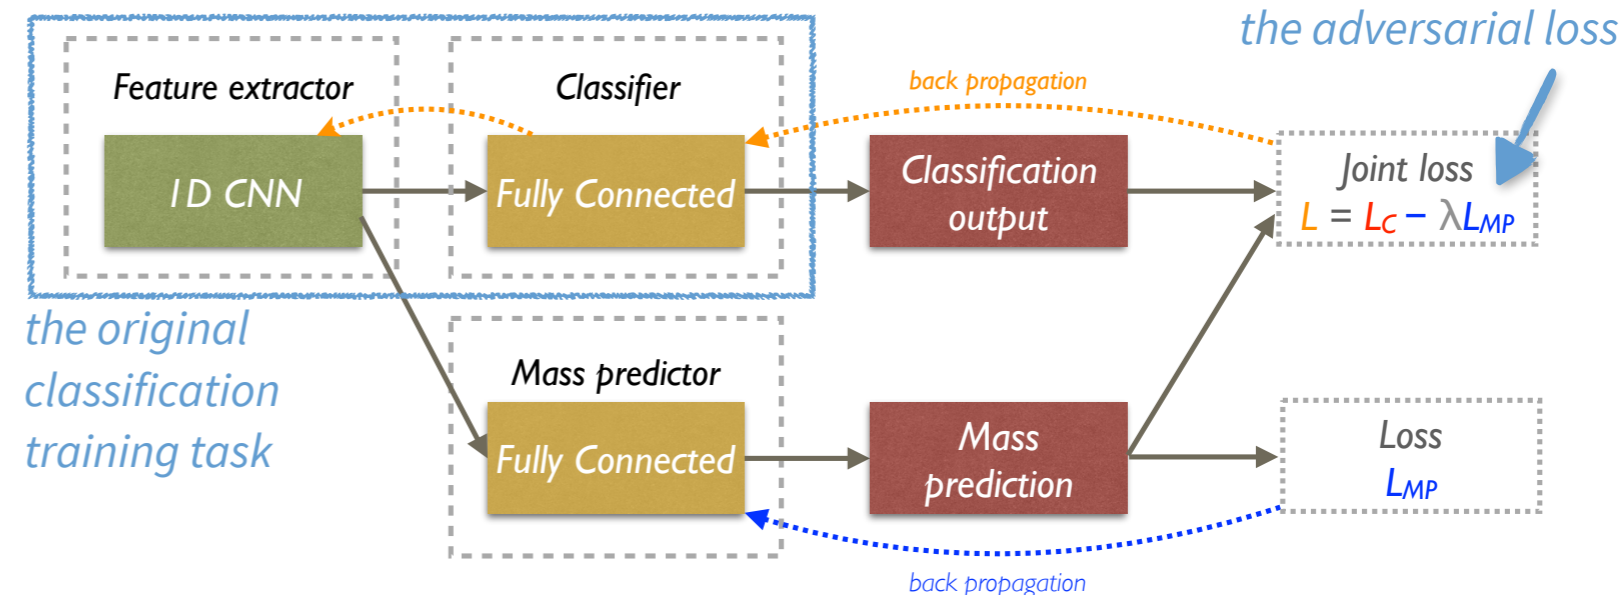 the adversarial loss
Feature extractor
Classifier
back propagation
1D CNN
Fully Connected
Classification
output
Joint loss
L = LC − λLMP
the original
classification
training task
Mass predictor
Fully Connected
Mass
prediction
Loss
LMP
back propagation